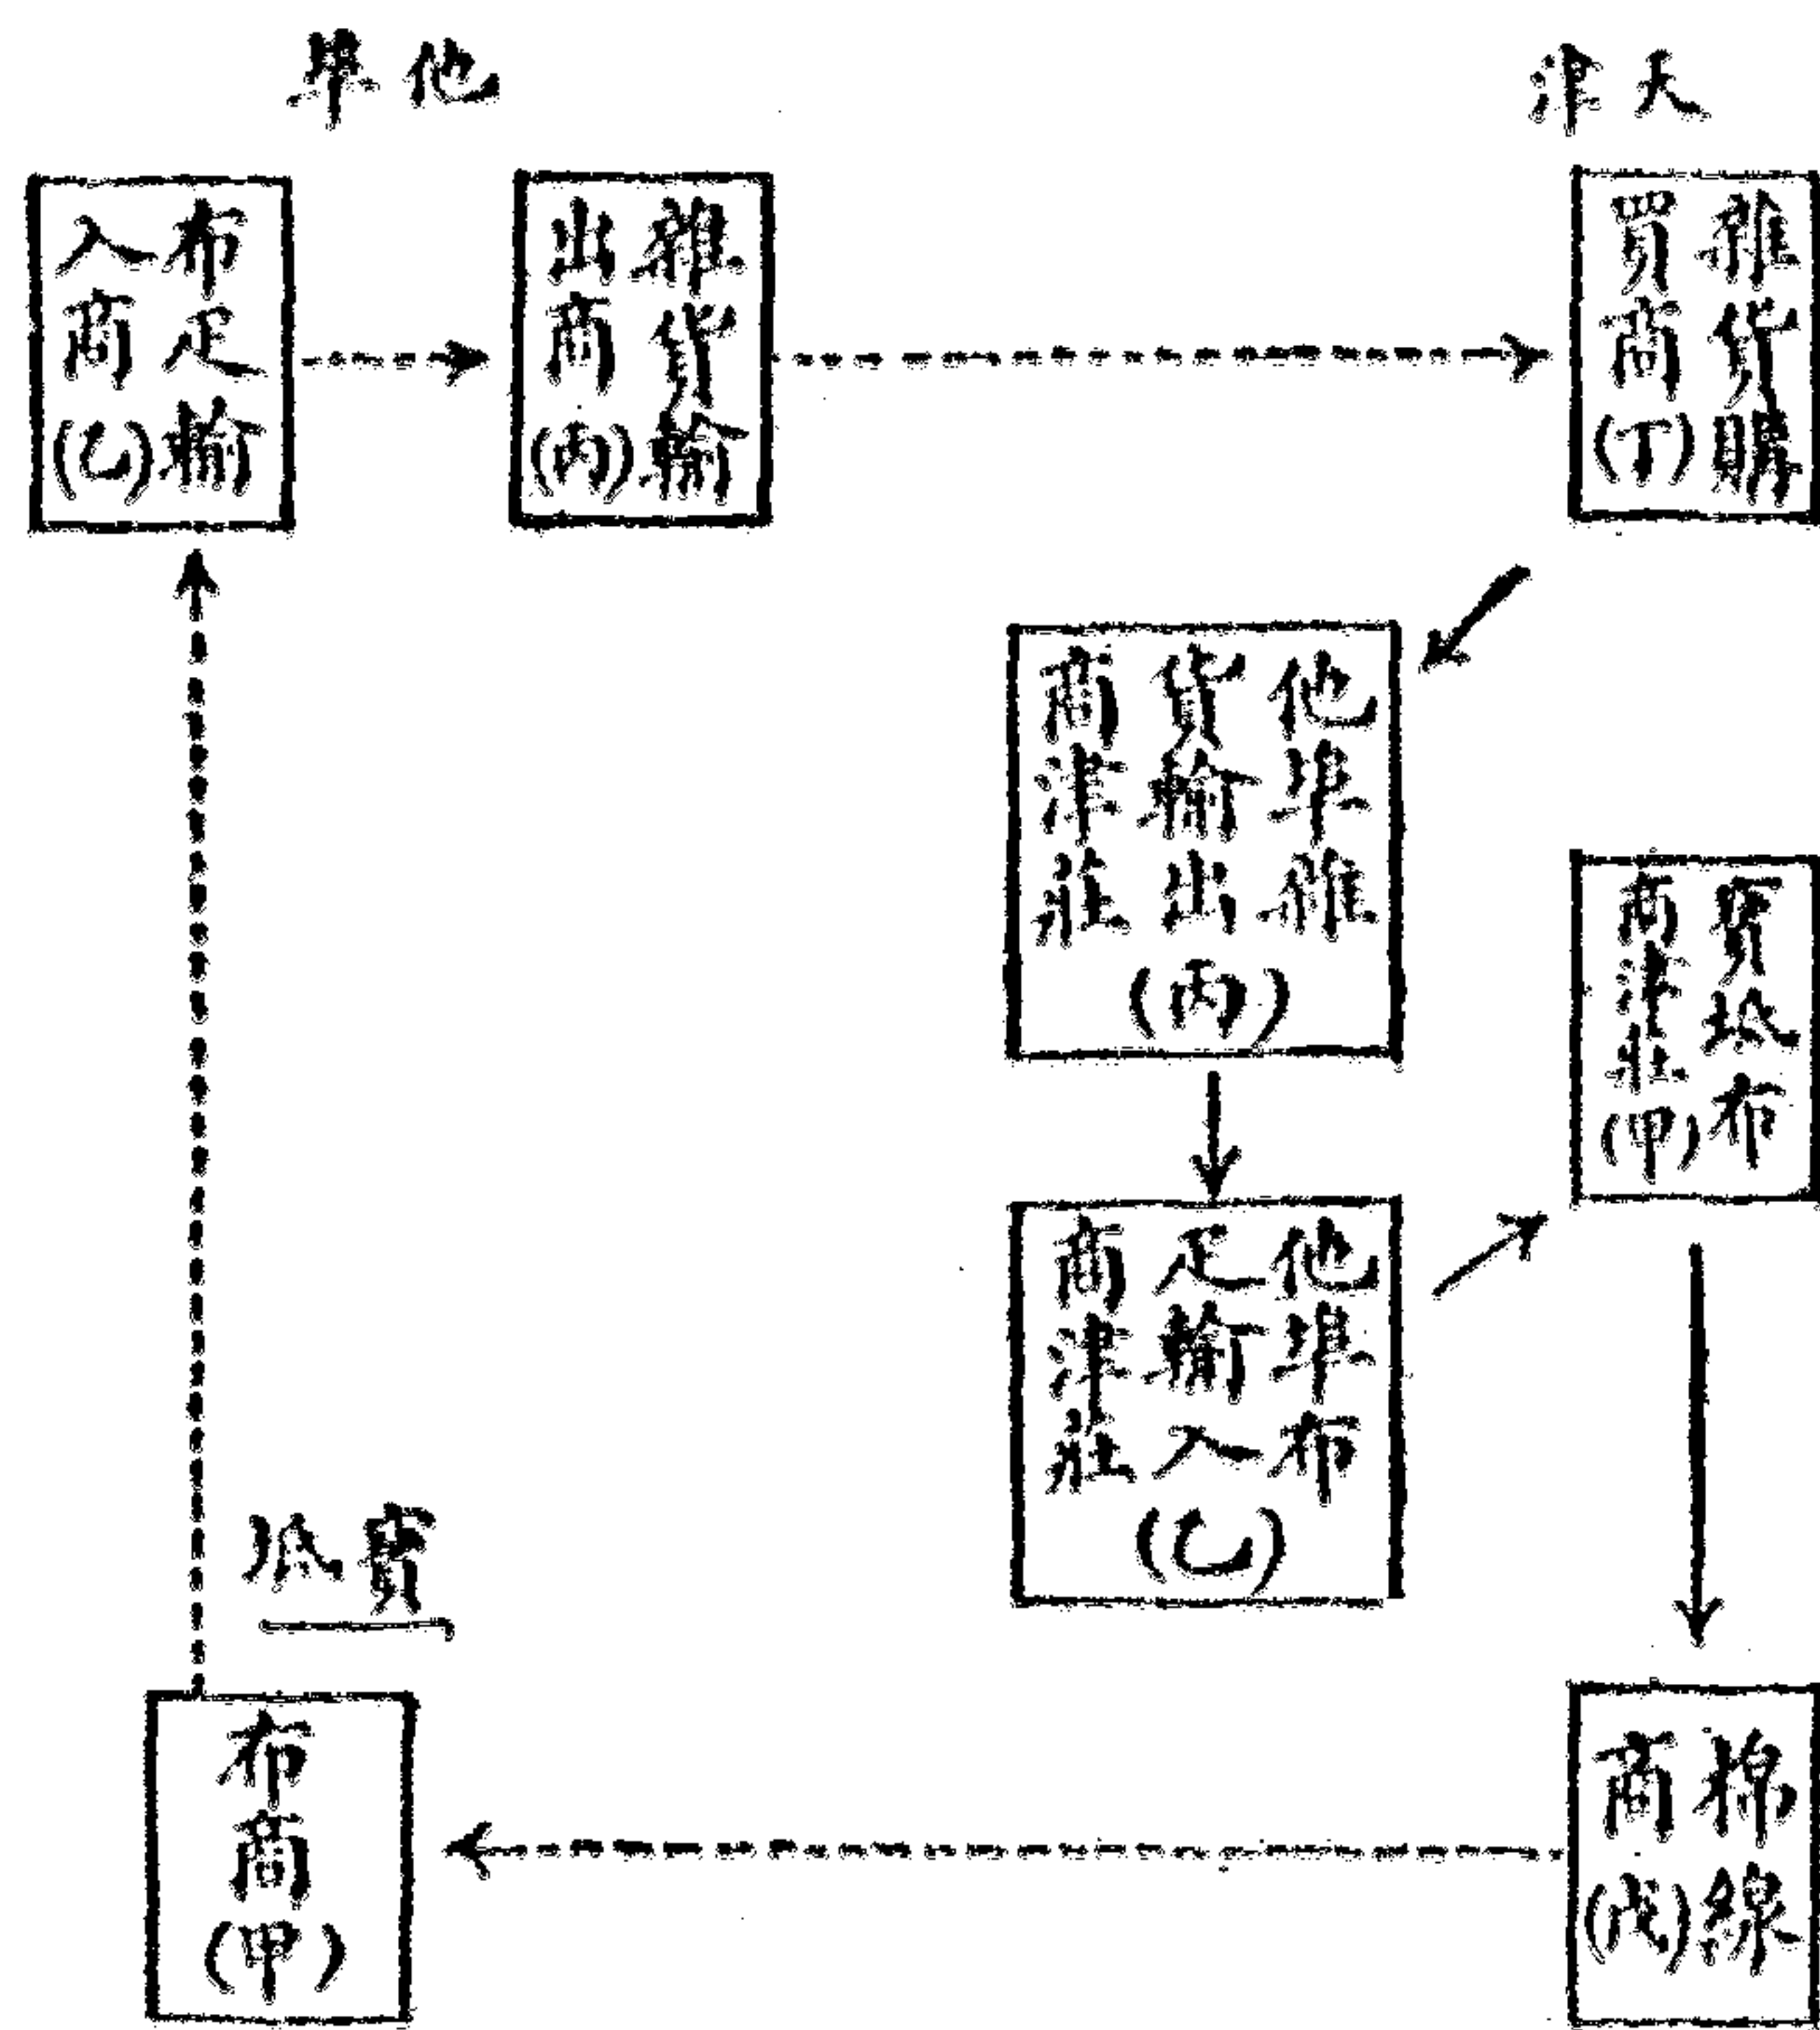 天津
他埠
雜貨購
買商(丁)
雜貨輸
出商(丙)
布疋輸
入商(乙)
他埠雜
貨輸出
商津莊
(丙)
寶坻布
商津莊(甲)
他埠布
疋輸入
商津莊
(乙)
寶坻
棉線
商(戊)
布商(甲)